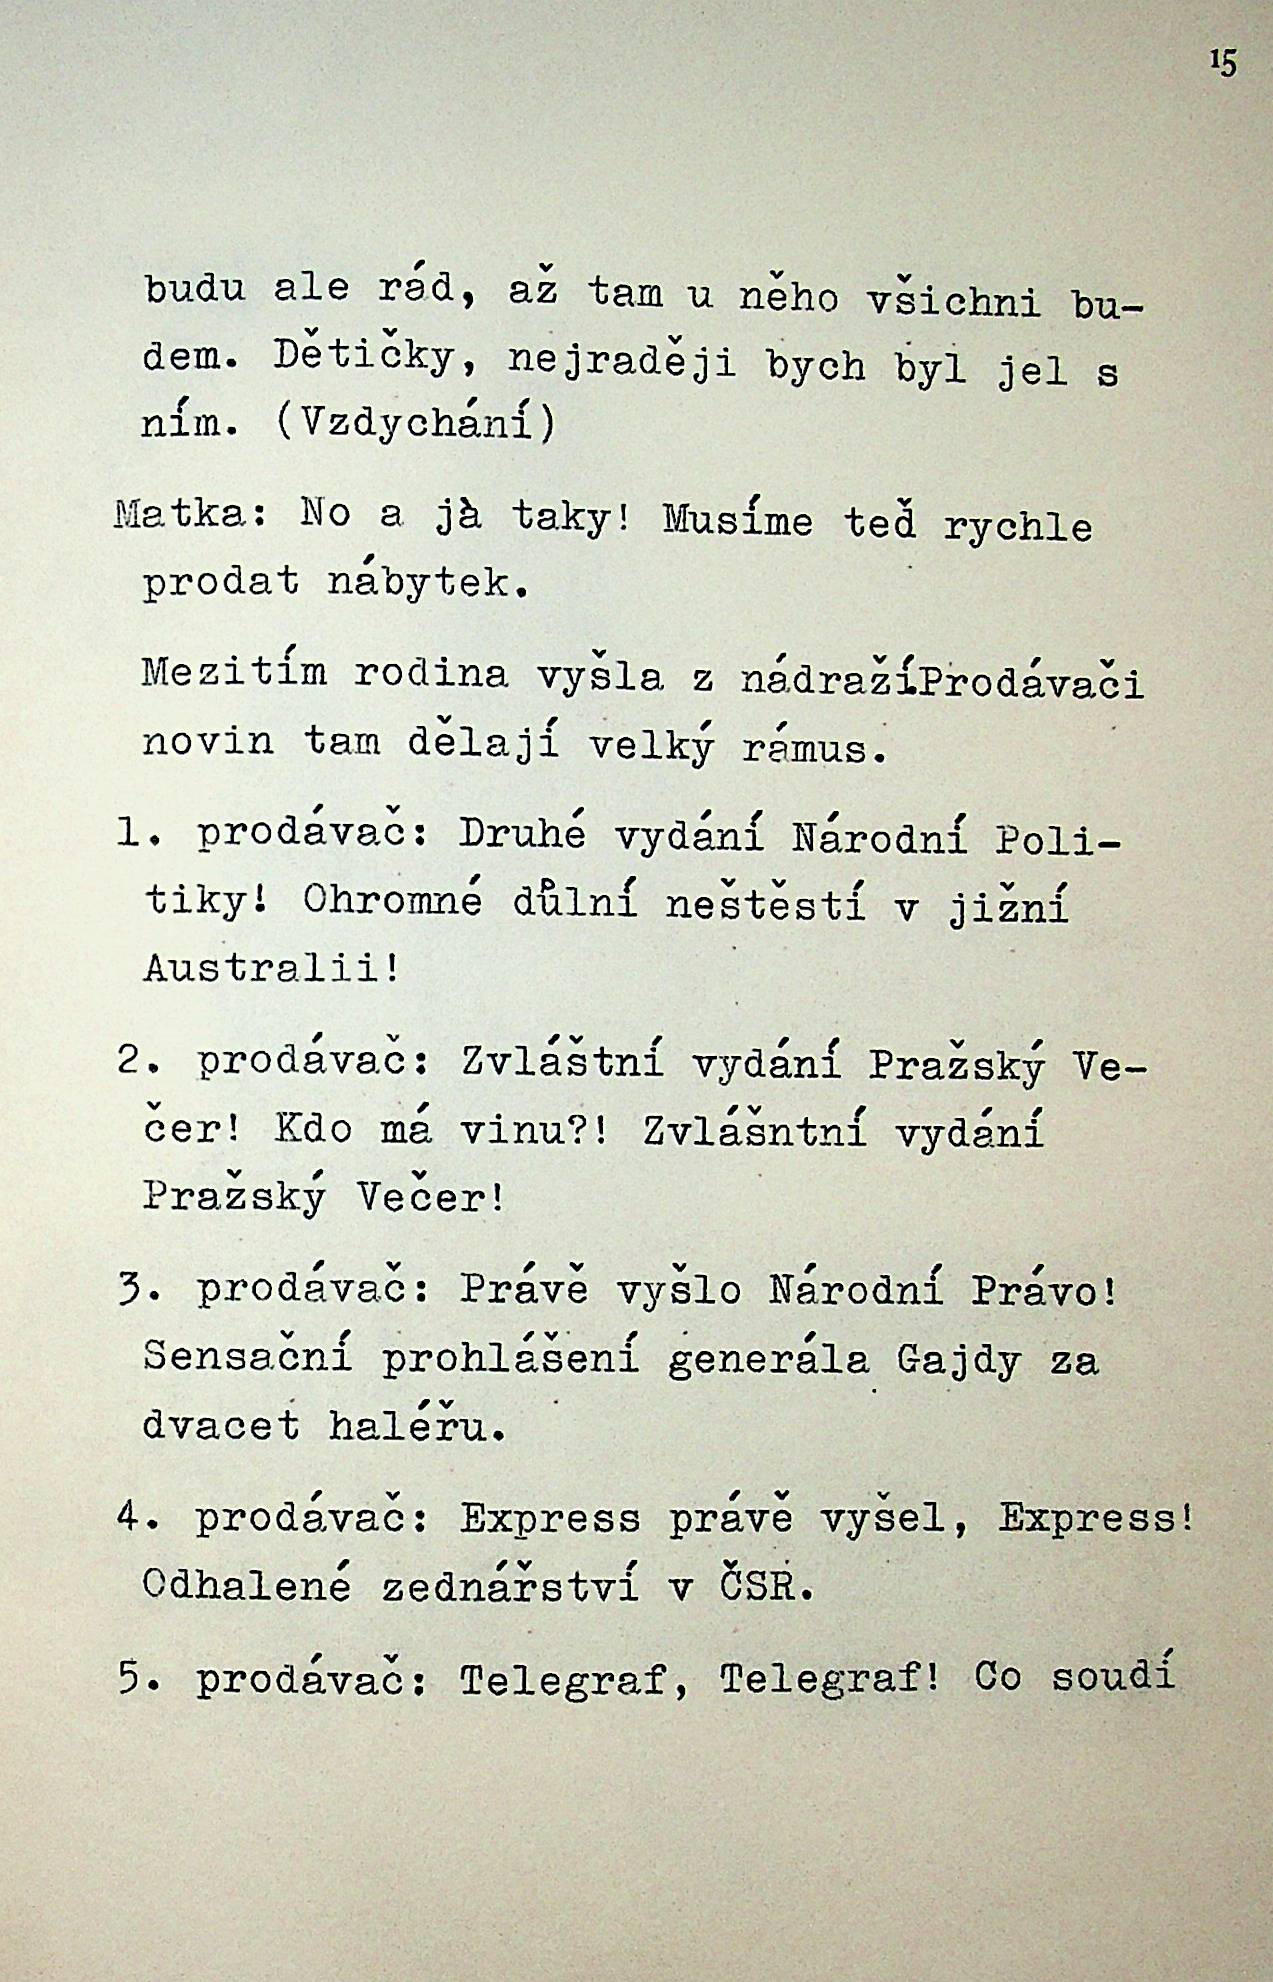 15
budu ale rád, až tam u něho všichni bu-
dem. Dětičky, nejraději bych byl jel s
ním. (Vzdychání)
Matka: No a jà taky! Musíme teď rychle
prodat nábytek.
Mezitím rodina vyšla z nádraží.Prodávači
novin tam dělají velký rámus.
1. prodávač: Druhé vydání Národní Poli-
tiky! Ohromné důlní neštěstí v jižní
Australii!
2. prodávač: Zvláštní vydání Pražský Ve-
čer! Kdo má vinu?! Zvlášntní vydání
Pražský Večer!
3. prodávač: Právě vyšlo Národní Právo!
Sensační prohlášení generála Gajdy za
dvacet haléřu.
4. prodávač: Express právě vyšel, Express!
Odhalené zednářství v ČSR.
5. prodávač: Telegraf, Telegraf! Co soudí